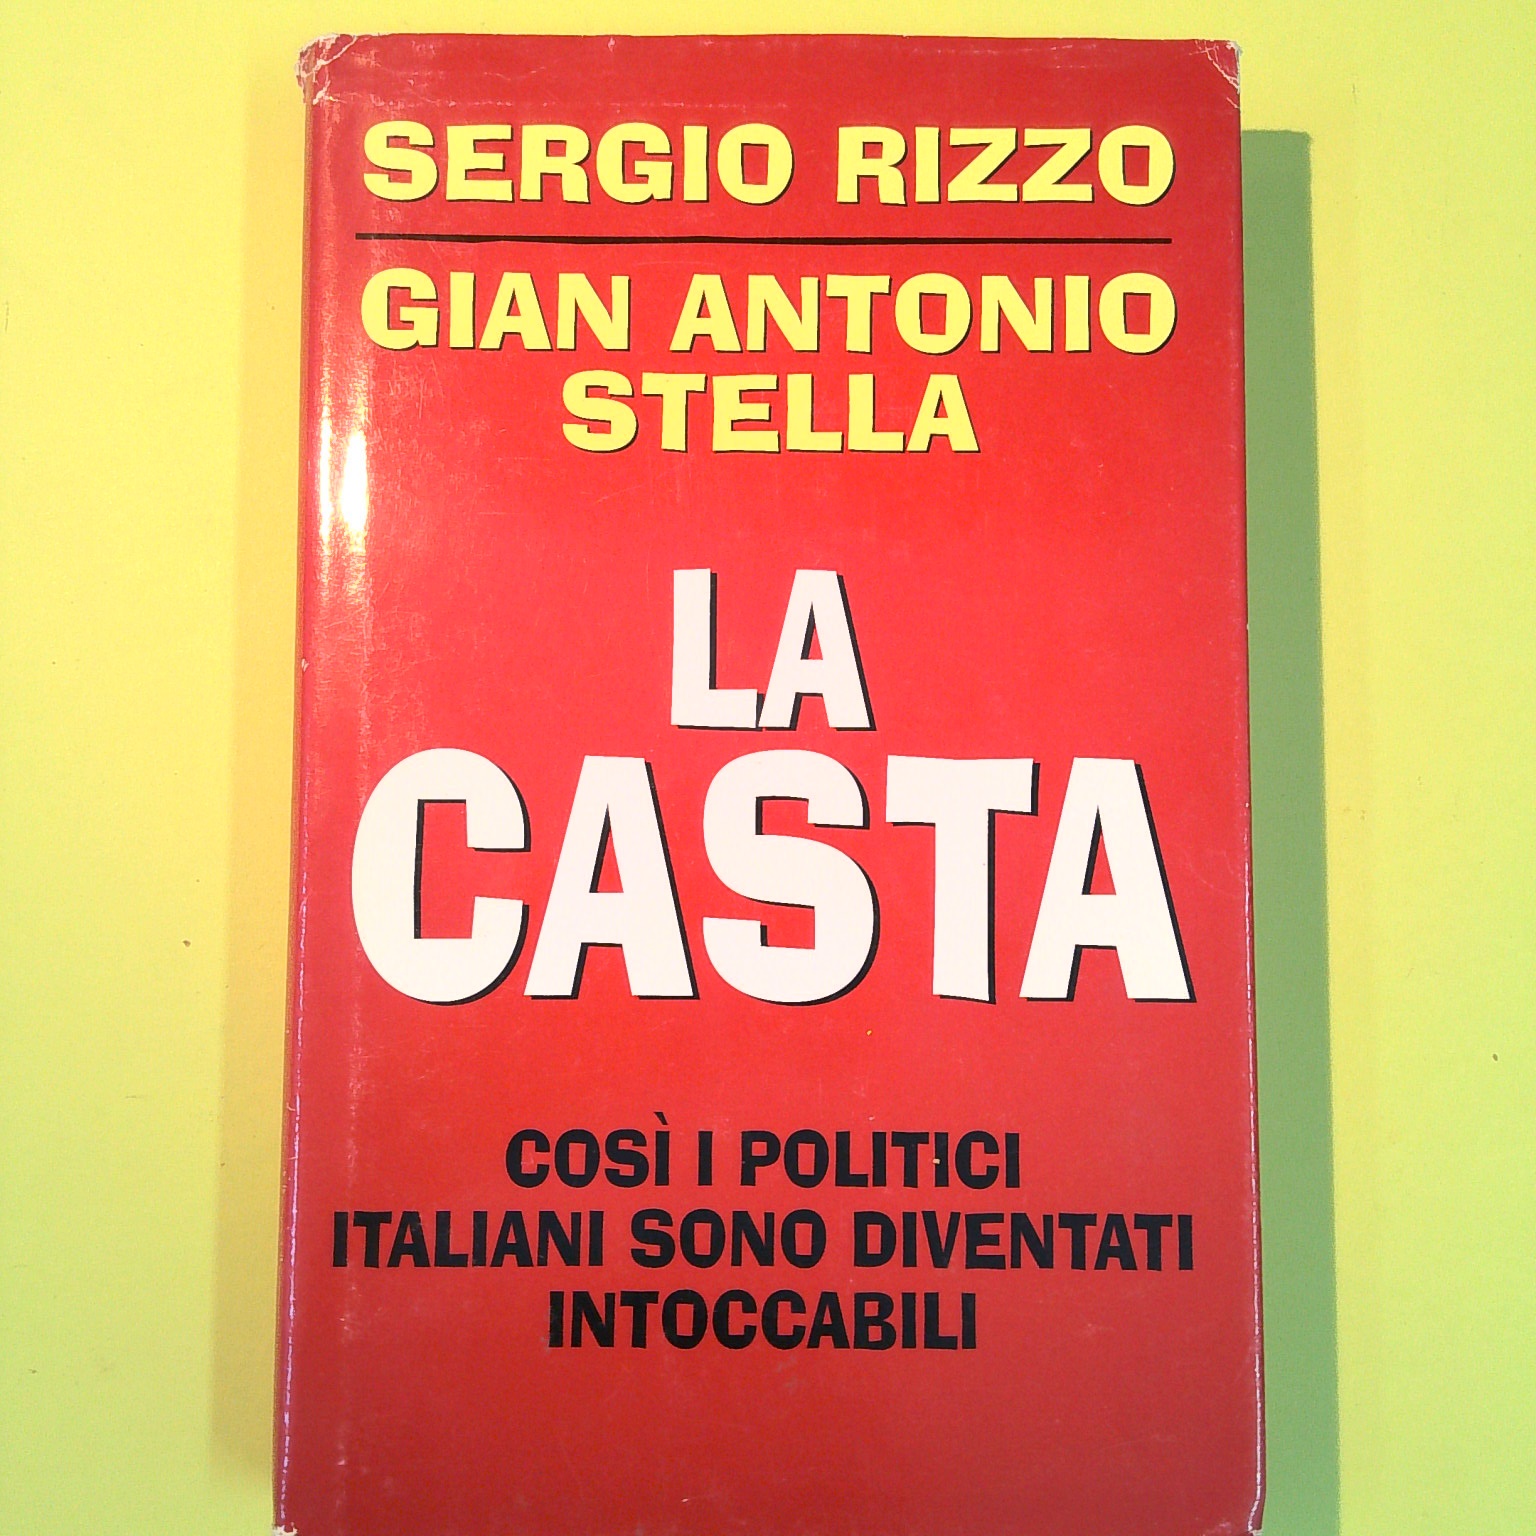 SERGIO RIZZO
GIAN ANTONIO
STELLA
LA
CASTA
COSÌ I POLITICI
ITALIANI SONO DIVENTATI
INTOCCABILI